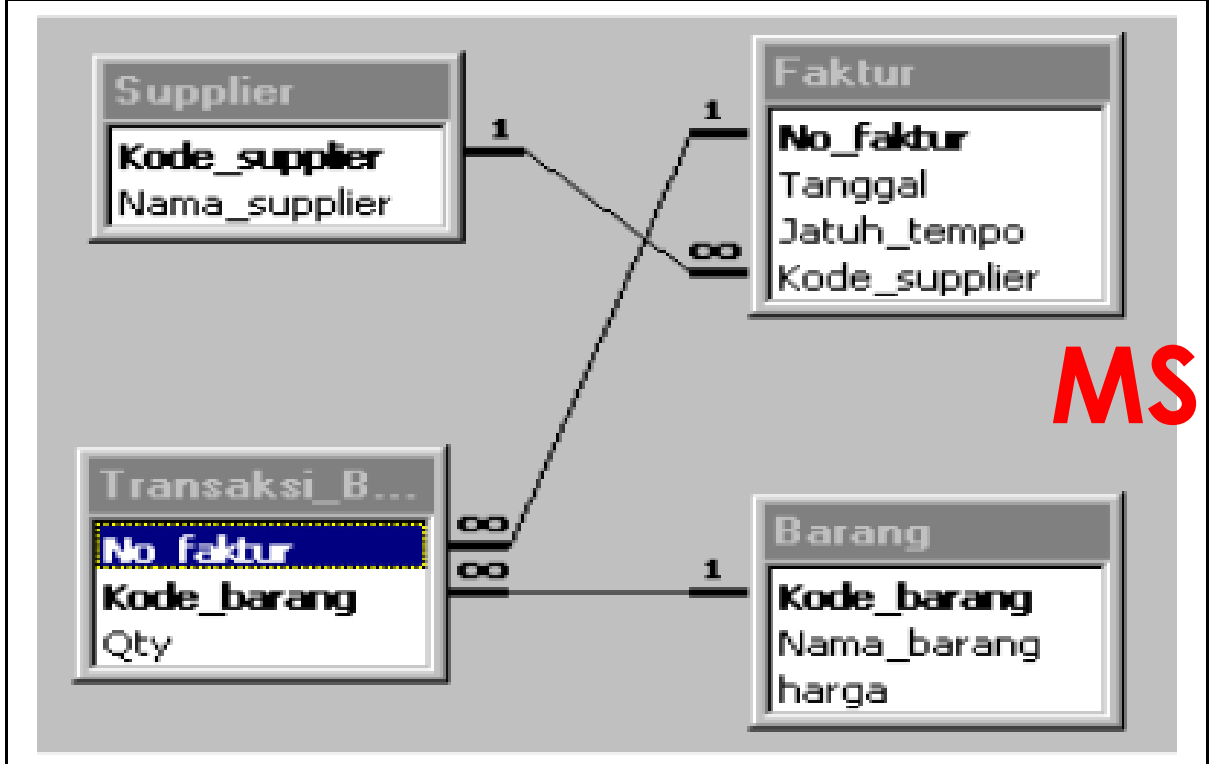 Supplier
Kode_supplier
Nama_supplier
1
∞
1
Faktur
No_faktur
Tanggal
Jatuh_tempo
Kode_supplier
MS
Transaksi_B...
No_faktur
Kode_barang
Qty
∞
∞
1
Barang
Kode_barang
Nama_barang
harga